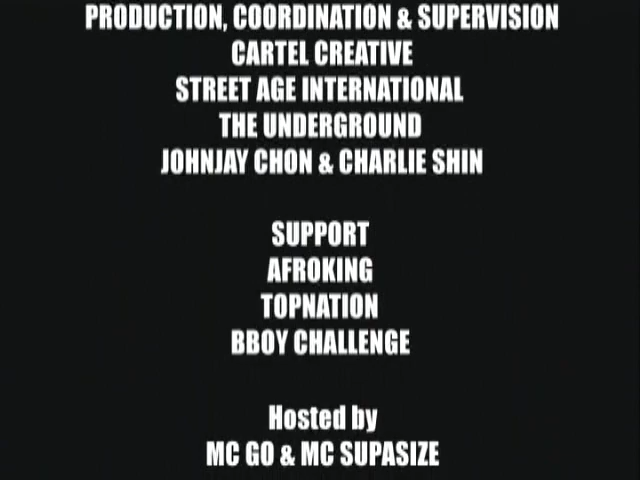 PRODUCTION, COORDINATION & SUPERVISION
CARTEL CREATIVE
STREET AGE INTERNATIONAL
THE UNDERGROUND
JOHNJAY CHON & CHARLIE SHIN
SUPPORT
AFROKING
TOPNATION
BBOY CHALLENGE
Hosted by
MC GO & MC SUPASIZE